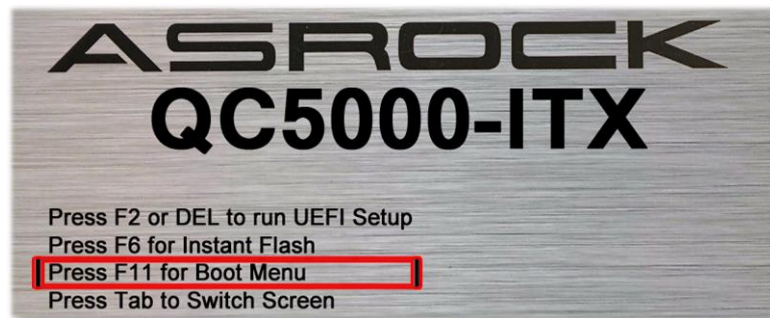 ASROCK
QC5000-ITX
Press F2 or DEL to run UEFI Setup
Press F6 for Instant Flash
Press F11 for Boot Menu
Press Tab to Switch Screen